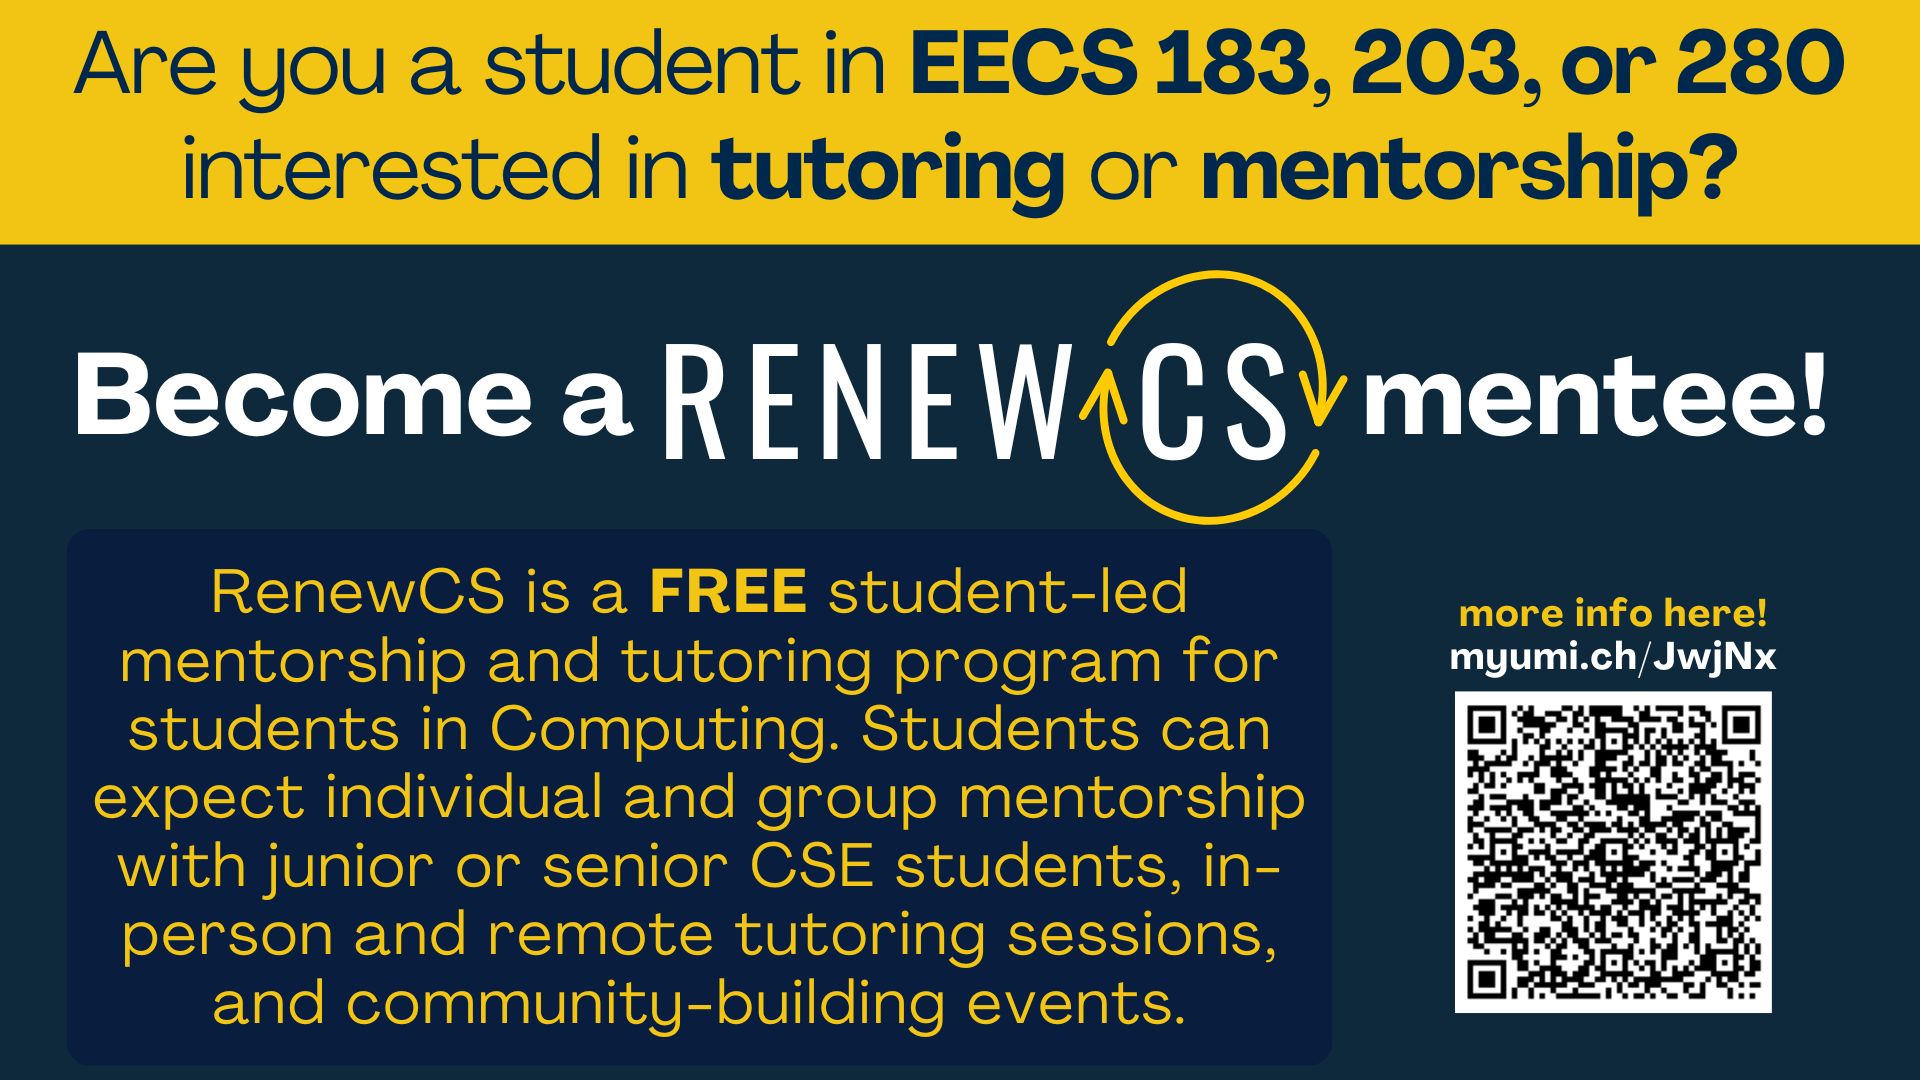 Are you a student in EECS 183, 203, or 280
interested in tutoring or mentorship?
Become a RENEW CS mentee!
RenewCS is a FREE student-led
mentorship and tutoring program for
students in Computing. Students can
expect individual and group mentorship
with junior or senior CSE students, in-
person and remote tutoring sessions,
and community-building events.
more info here!
myumi.ch/JwjNx